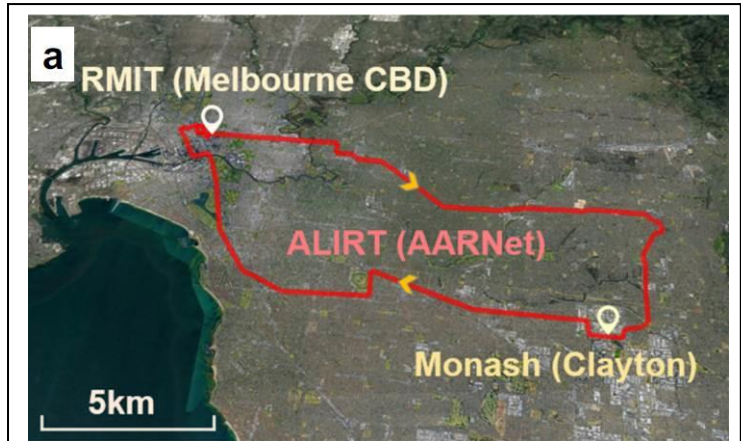 a
RMIT (Melbourne CBD)
ALIRT (AARNet)
Monash (Clayton)
5km